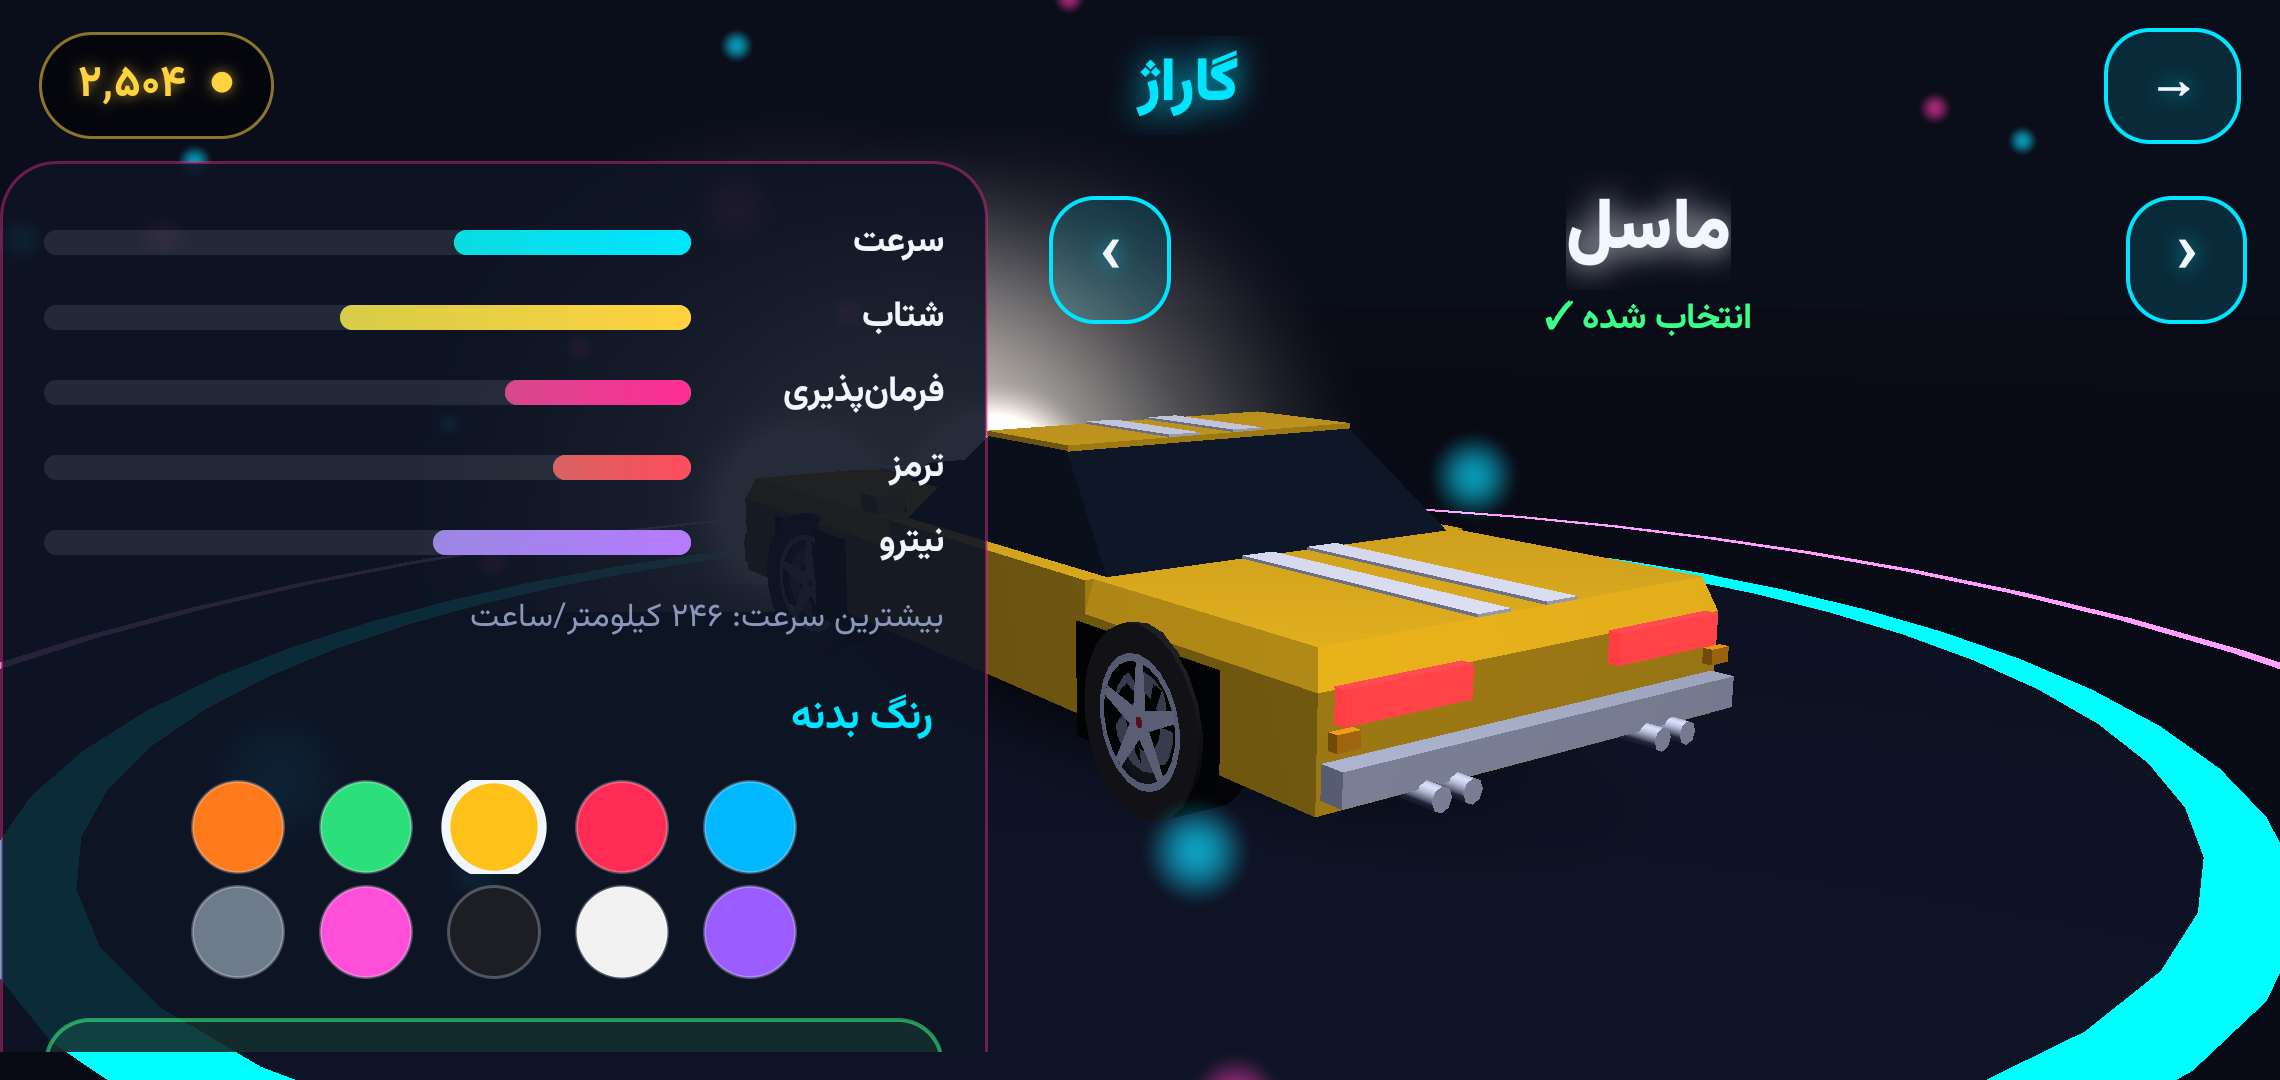 →
گاراژ
۲,۵۰۴
ماسل
انتخاب شده ✓
سرعت
شتاب
فرمان‌پذیری
ترمز
نیترو
بیشترین سرعت: ۲۴۶ کیلومتر/ساعت
رنگ بدنه